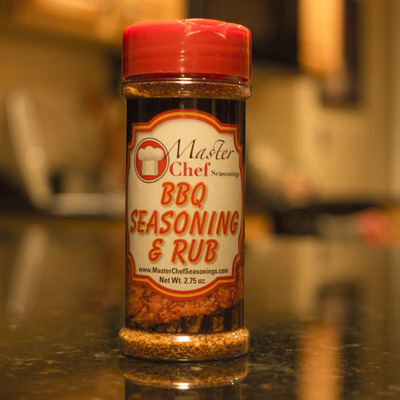 Master
Chef Seasonings
BBQ
SEASONING
& RUB
www.MasterChefSeasonings.com
Net Wt. 2.75 oz.